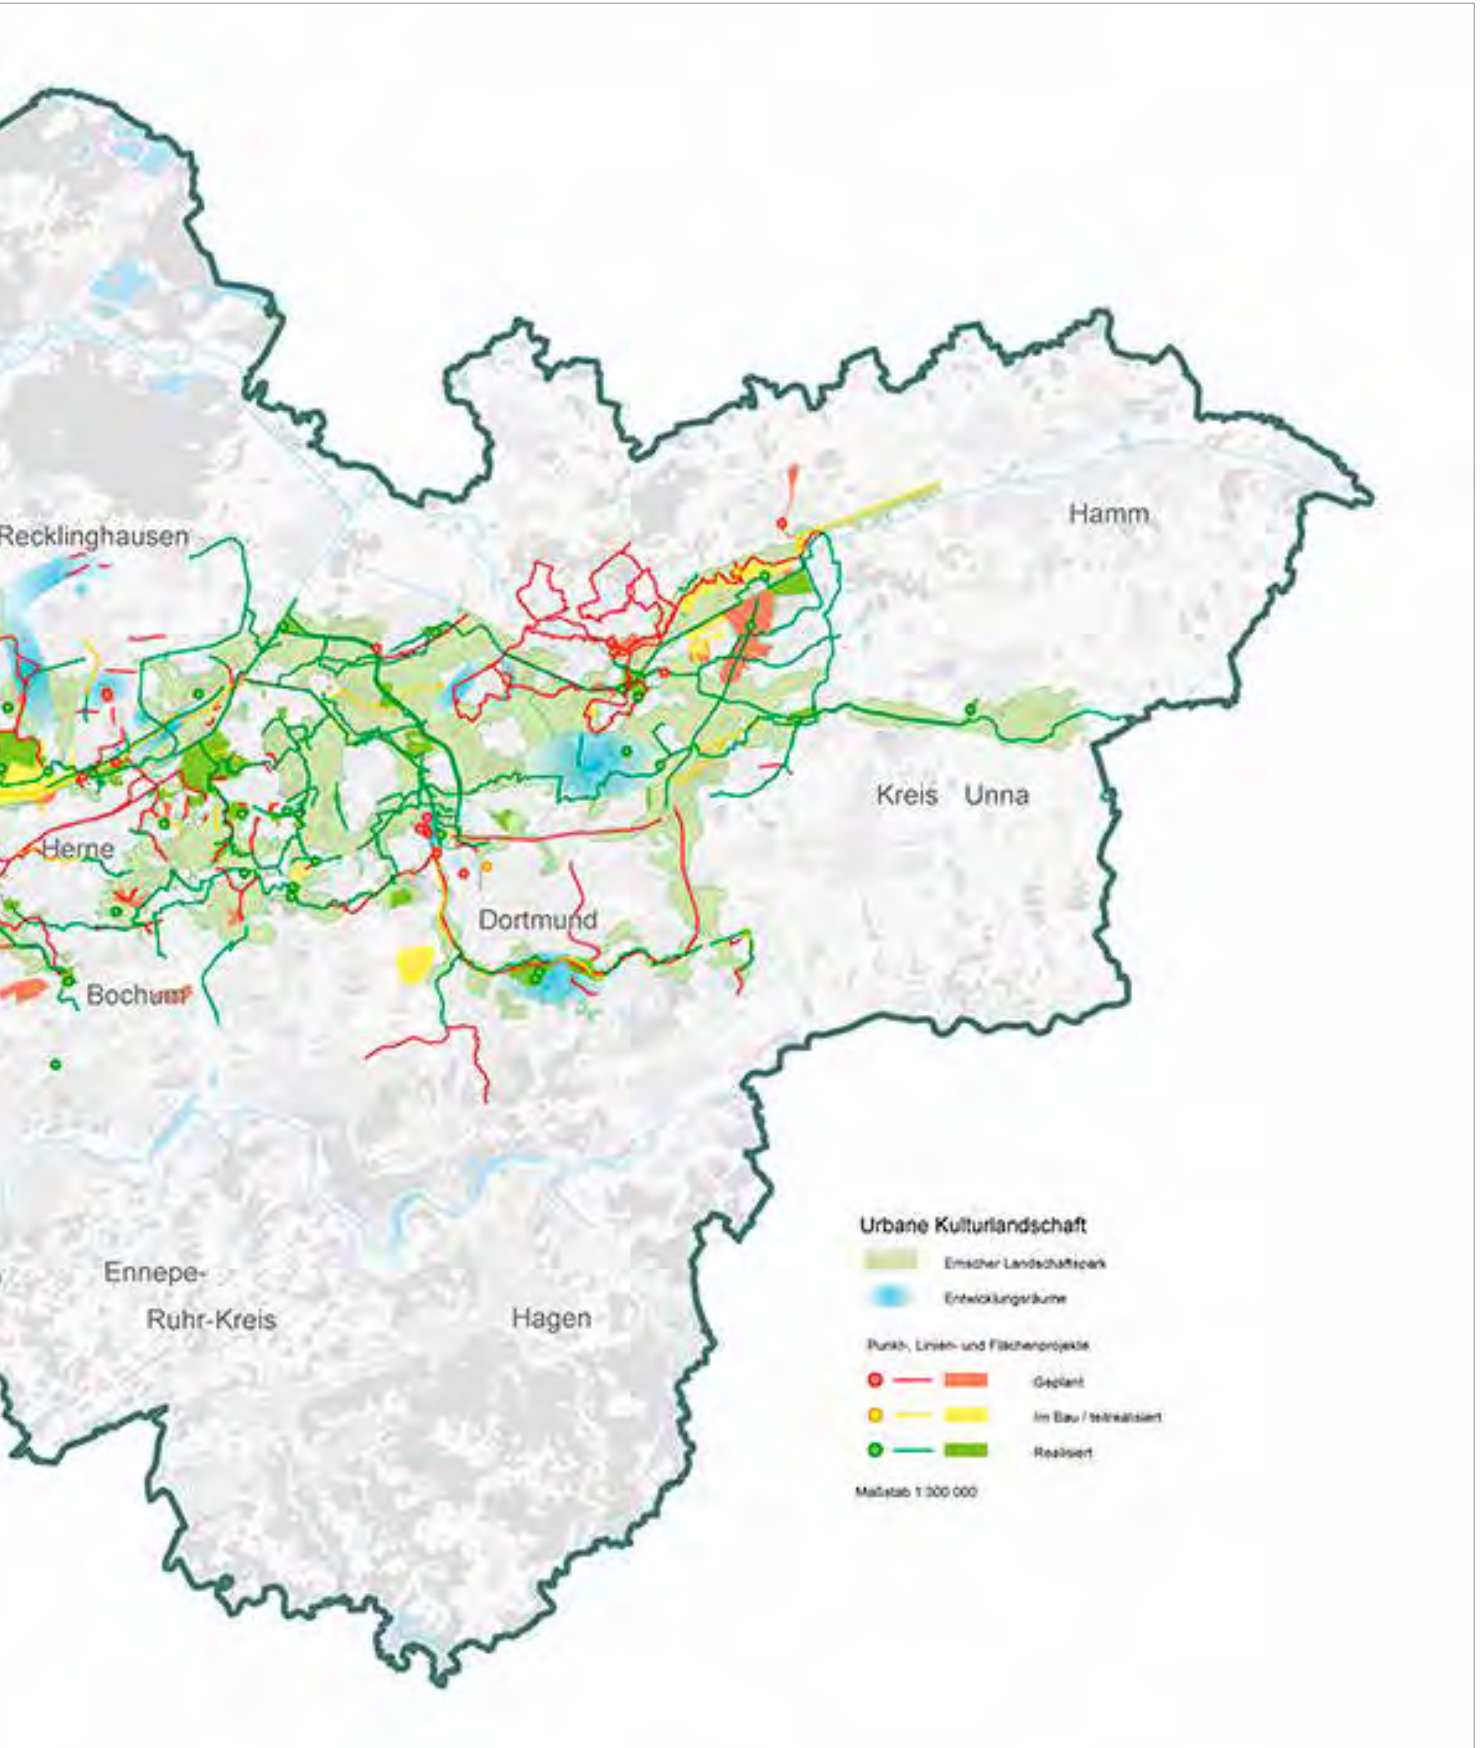 Recklinghausen
Hamm
Kreis Unna
Herne
Dortmund
Bochum
Ennepe-
Ruhr-Kreis
Hagen
Urbane Kulturlandschaft
Emscher Landschaftspark
Entwicklungsräume
Punkt-, Linien- und Flächenprojekte
Geplant
Im Bau / teilrealisiert
Realisiert
Maßstab 1:300 000